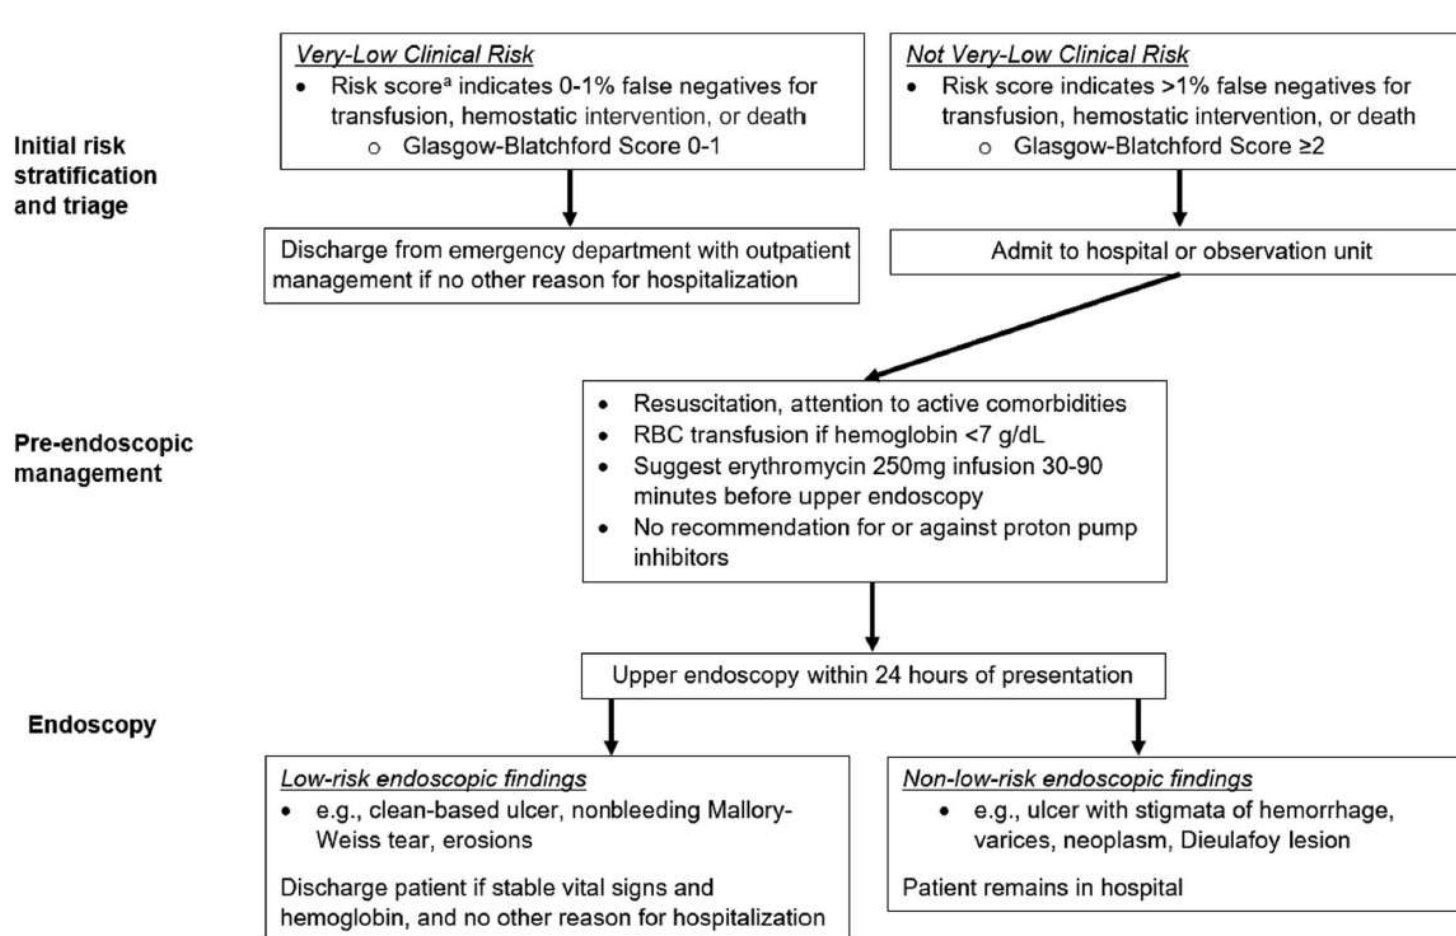 Initial risk
stratification
and triage
Very-Low Clinical Risk
• Risk scoreᵃ indicates 0-1% false negatives for
transfusion, hemostatic intervention, or death
o Glasgow-Blatchford Score 0-1
Not Very-Low Clinical Risk
• Risk score indicates >1% false negatives for
transfusion, hemostatic intervention, or death
o Glasgow-Blatchford Score ≥2
Discharge from emergency department with outpatient
management if no other reason for hospitalization
Admit to hospital or observation unit
Pre-endoscopic
management
• Resuscitation, attention to active comorbidities
• RBC transfusion if hemoglobin <7 g/dL
• Suggest erythromycin 250mg infusion 30-90
minutes before upper endoscopy
• No recommendation for or against proton pump
inhibitors
Endoscopy
Upper endoscopy within 24 hours of presentation
Low-risk endoscopic findings
• e.g., clean-based ulcer, nonbleeding Mallory-
Weiss tear, erosions
Discharge patient if stable vital signs and
hemoglobin, and no other reason for hospitalization
Non-low-risk endoscopic findings
• e.g., ulcer with stigmata of hemorrhage,
varices, neoplasm, Dieulafoy lesion
Patient remains in hospital